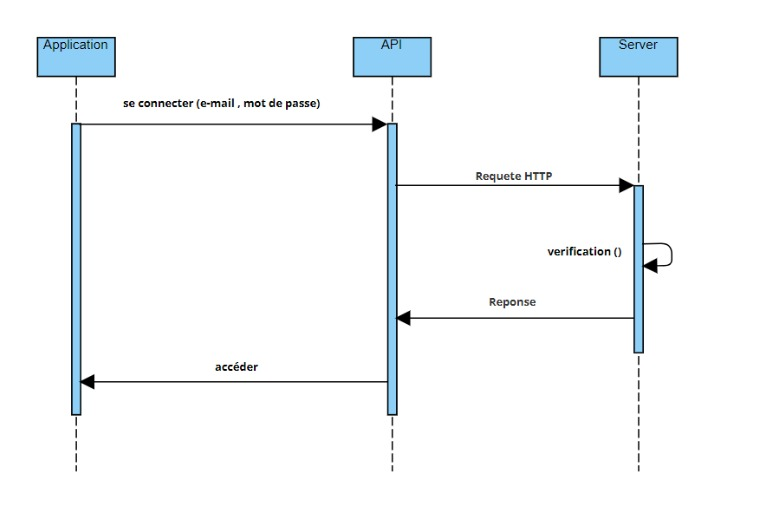 Application
API
Server
se connecter (e-mail , mot de passe)
Requete HTTP
verification ()
Reponse
accéder